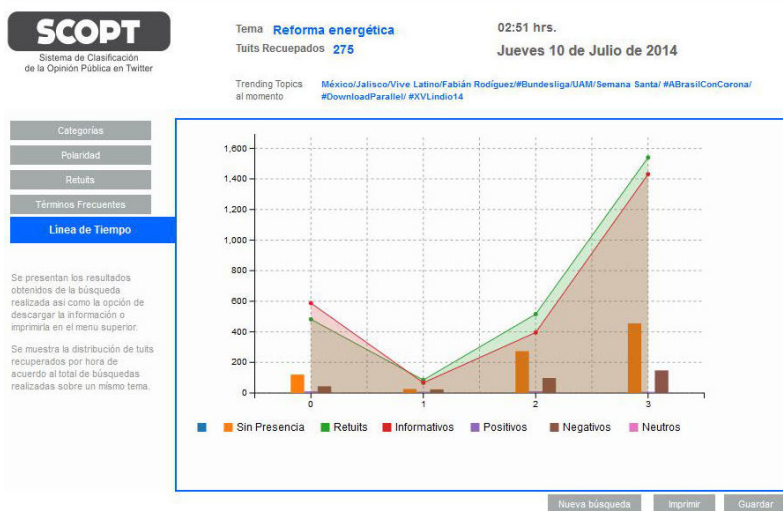 SCOPT
Sistema de Clasificación
de la Opinión Pública en Twitter
Tema Reforma energética
Tuits Recuepados 275
02:51 hrs.
Jueves 10 de Julio de 2014
Trending Topics
al momento
México/Jalisco/Vive Latino/Fabián Rodíguez/#Bundesliga/UAM/Semana Santa/ #ABrasilConCorona/
#DownloadParallel/ #XVLindio14
Categorías
Polaridad
Retuits
Términos Frecuentes
Línea de Tiempo
Se presentan los resultados
obtenidos de la búsqueda
realizada asi como la opción de
descargar la información o
imprimirla en el menu superior.
Se muestra la distribución de tuits
recuperados por hora de
acuerdo al total de búsquedas
realizadas sobre un mismo tema.
1,600
1,400
1,200
1,000
800
600
400
200
0
0 1 2 3
Sin Presencia Retuits Informativos Positivos Negativos Neutros
Nueva búsqueda Imprimir Guardar